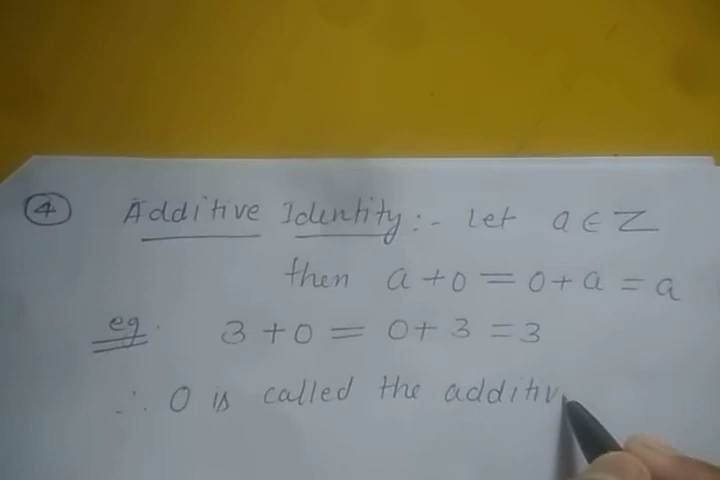 ④ Additive Identity :- Let a ∈ Z
then a + 0 = 0 + a = a
eg. 3 + 0 = 0 + 3 = 3
∴ 0 is called the additiv